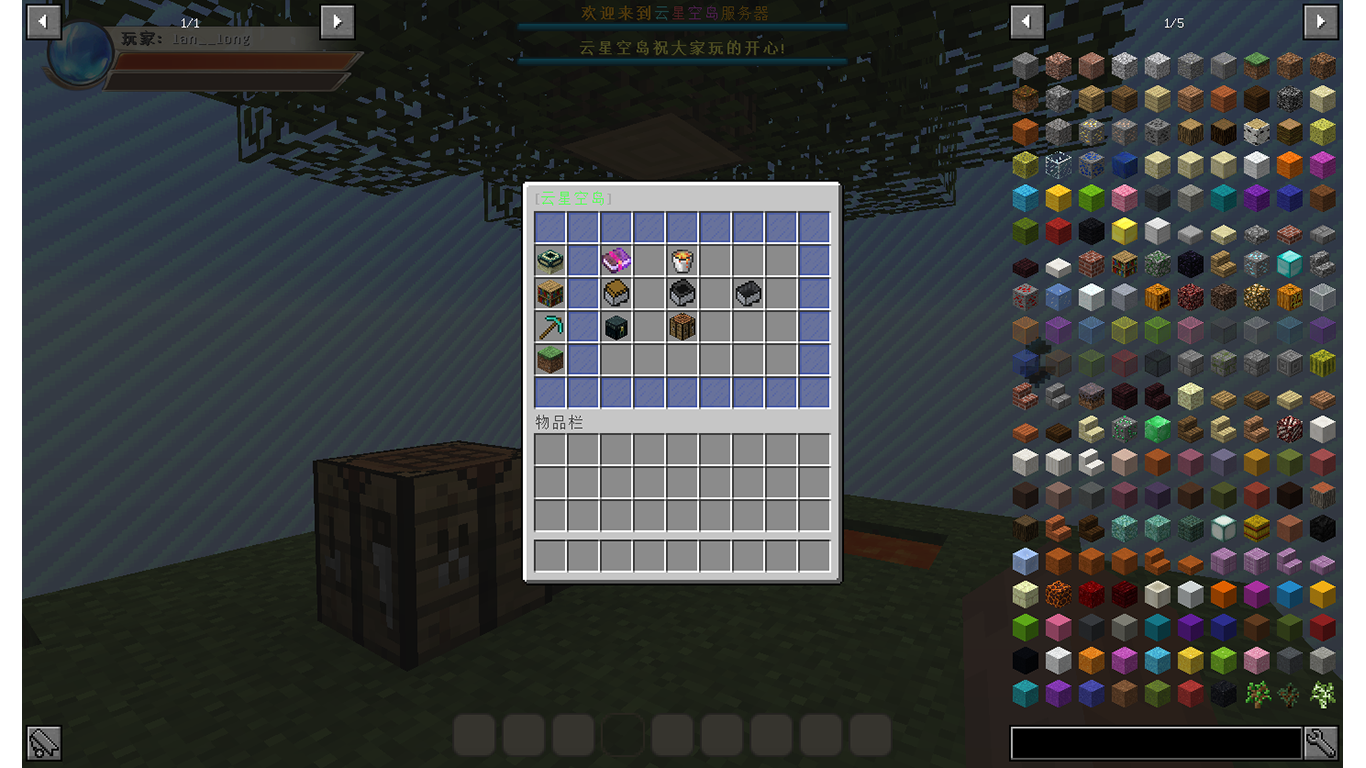 1/1
玩家: lan__long
欢迎来到云星空岛服务器
云星空岛祝大家玩的开心!
1/5
[云星空岛]
物品栏